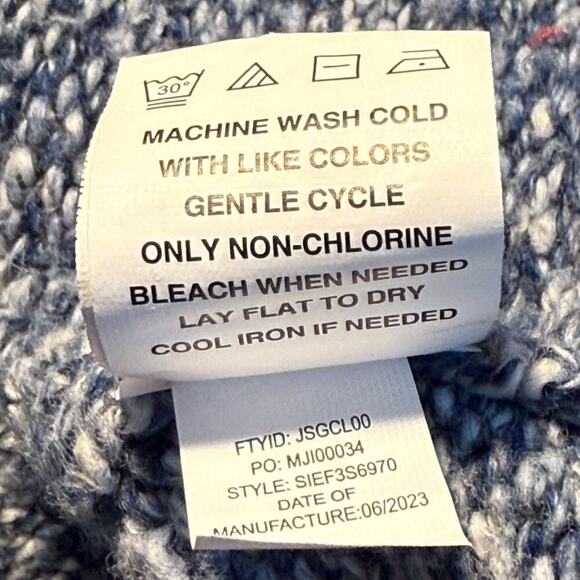 30°
MACHINE WASH COLD
WITH LIKE COLORS
GENTLE CYCLE
ONLY NON-CHLORINE
BLEACH WHEN NEEDED
LAY FLAT TO DRY
COOL IRON IF NEEDED
FTYID: JSGCL00
PO: MJI00034
STYLE: SIEF3S6970
DATE OF
MANUFACTURE:06/2023